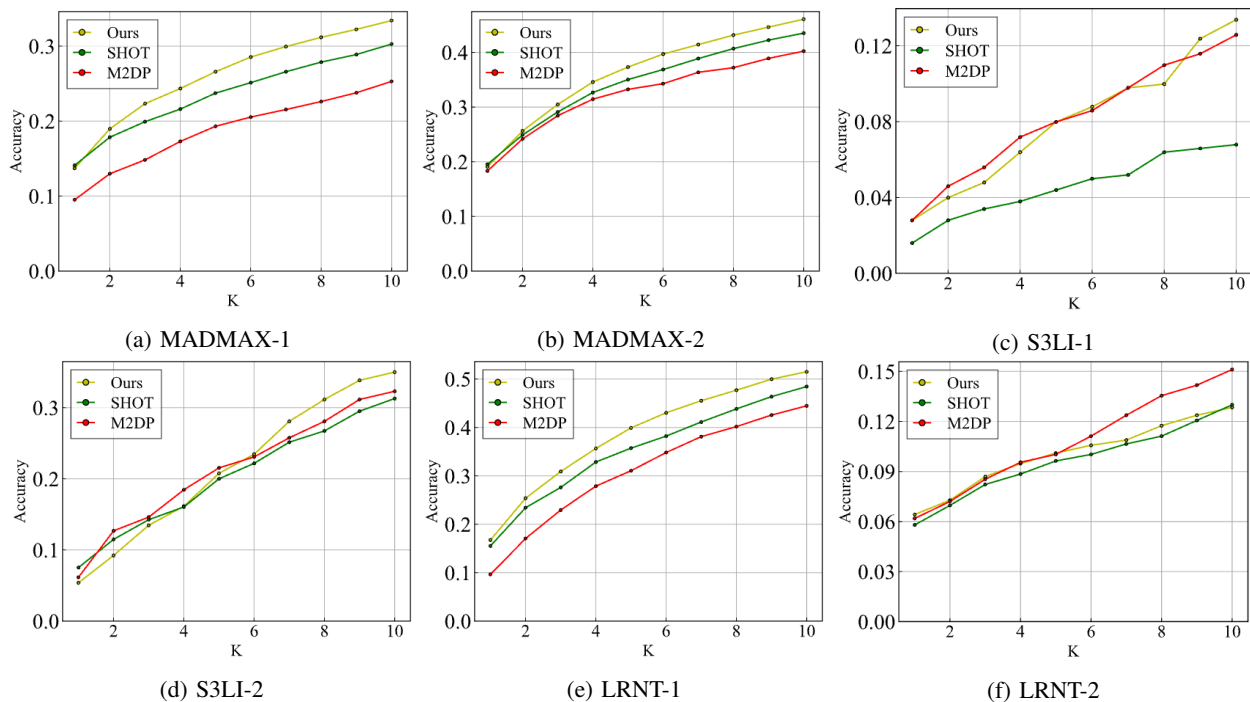 0.3
0.2
0.1
0.0
Accuracy
Ours
SHOT
M2DP
2 4 6 8 10
K
(a) MADMAX-1
0.4
0.3
0.2
0.1
0.0
Accuracy
Ours
SHOT
M2DP
2 4 6 8 10
K
(b) MADMAX-2
0.12
0.08
0.04
0.00
Accuracy
Ours
SHOT
M2DP
2 4 6 8 10
K
(c) S3LI-1
0.3
0.2
0.1
0.0
Accuracy
Ours
SHOT
M2DP
2 4 6 8 10
K
(d) S3LI-2
0.5
0.4
0.3
0.2
0.1
0.0
Accuracy
Ours
SHOT
M2DP
2 4 6 8 10
K
(e) LRNT-1
0.15
0.12
0.09
0.06
0.03
0.00
Accuracy
Ours
SHOT
M2DP
2 4 6 8 10
K
(f) LRNT-2